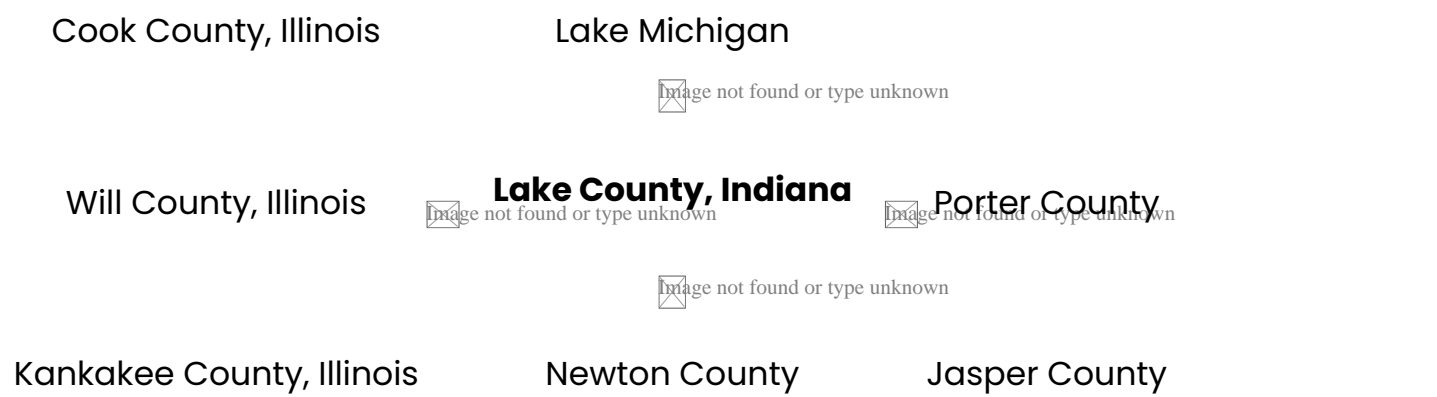 Cook County, Illinois Lake Michigan
Image not found or type unknown
Lake County, Indiana
Will County, Illinois Porter County
Image not found or type unknown Image not found or type unknown
Image not found or type unknown
Kankakee County, Illinois Newton County Jasper County